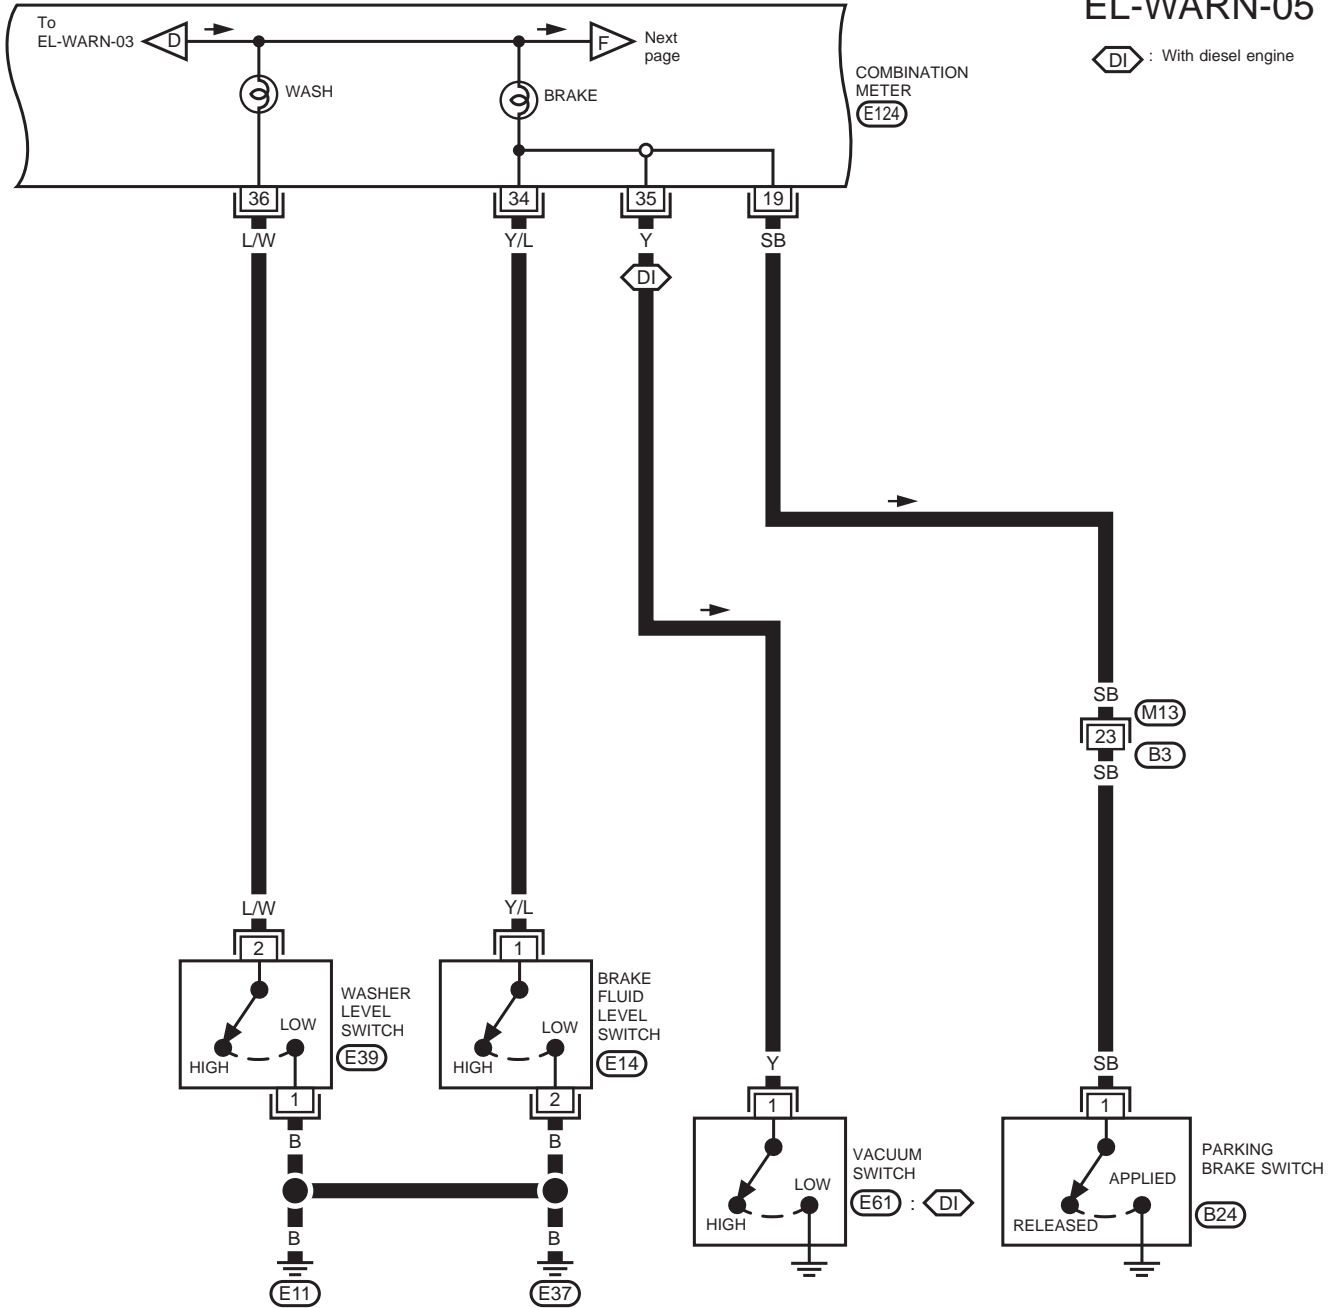 EL-WARN-05
To
EL-WARN-03
D
F
Next
page
DI : With diesel engine
WASH
BRAKE
COMBINATION
METER
E124
36
34
35
19
L/W
Y/L
Y
SB
DI
SB
M13
23
B3
SB
L/W
Y/L
2
1
WASHER
LEVEL
SWITCH
E39
HIGH
LOW
BRAKE
FLUID
LEVEL
SWITCH
E14
HIGH
LOW
Y
SB
1
2
1
1
B
B
VACUUM
SWITCH
E61 : DI
HIGH
LOW
PARKING
BRAKE SWITCH
B24
APPLIED
RELEASED
B
B
E11
E37